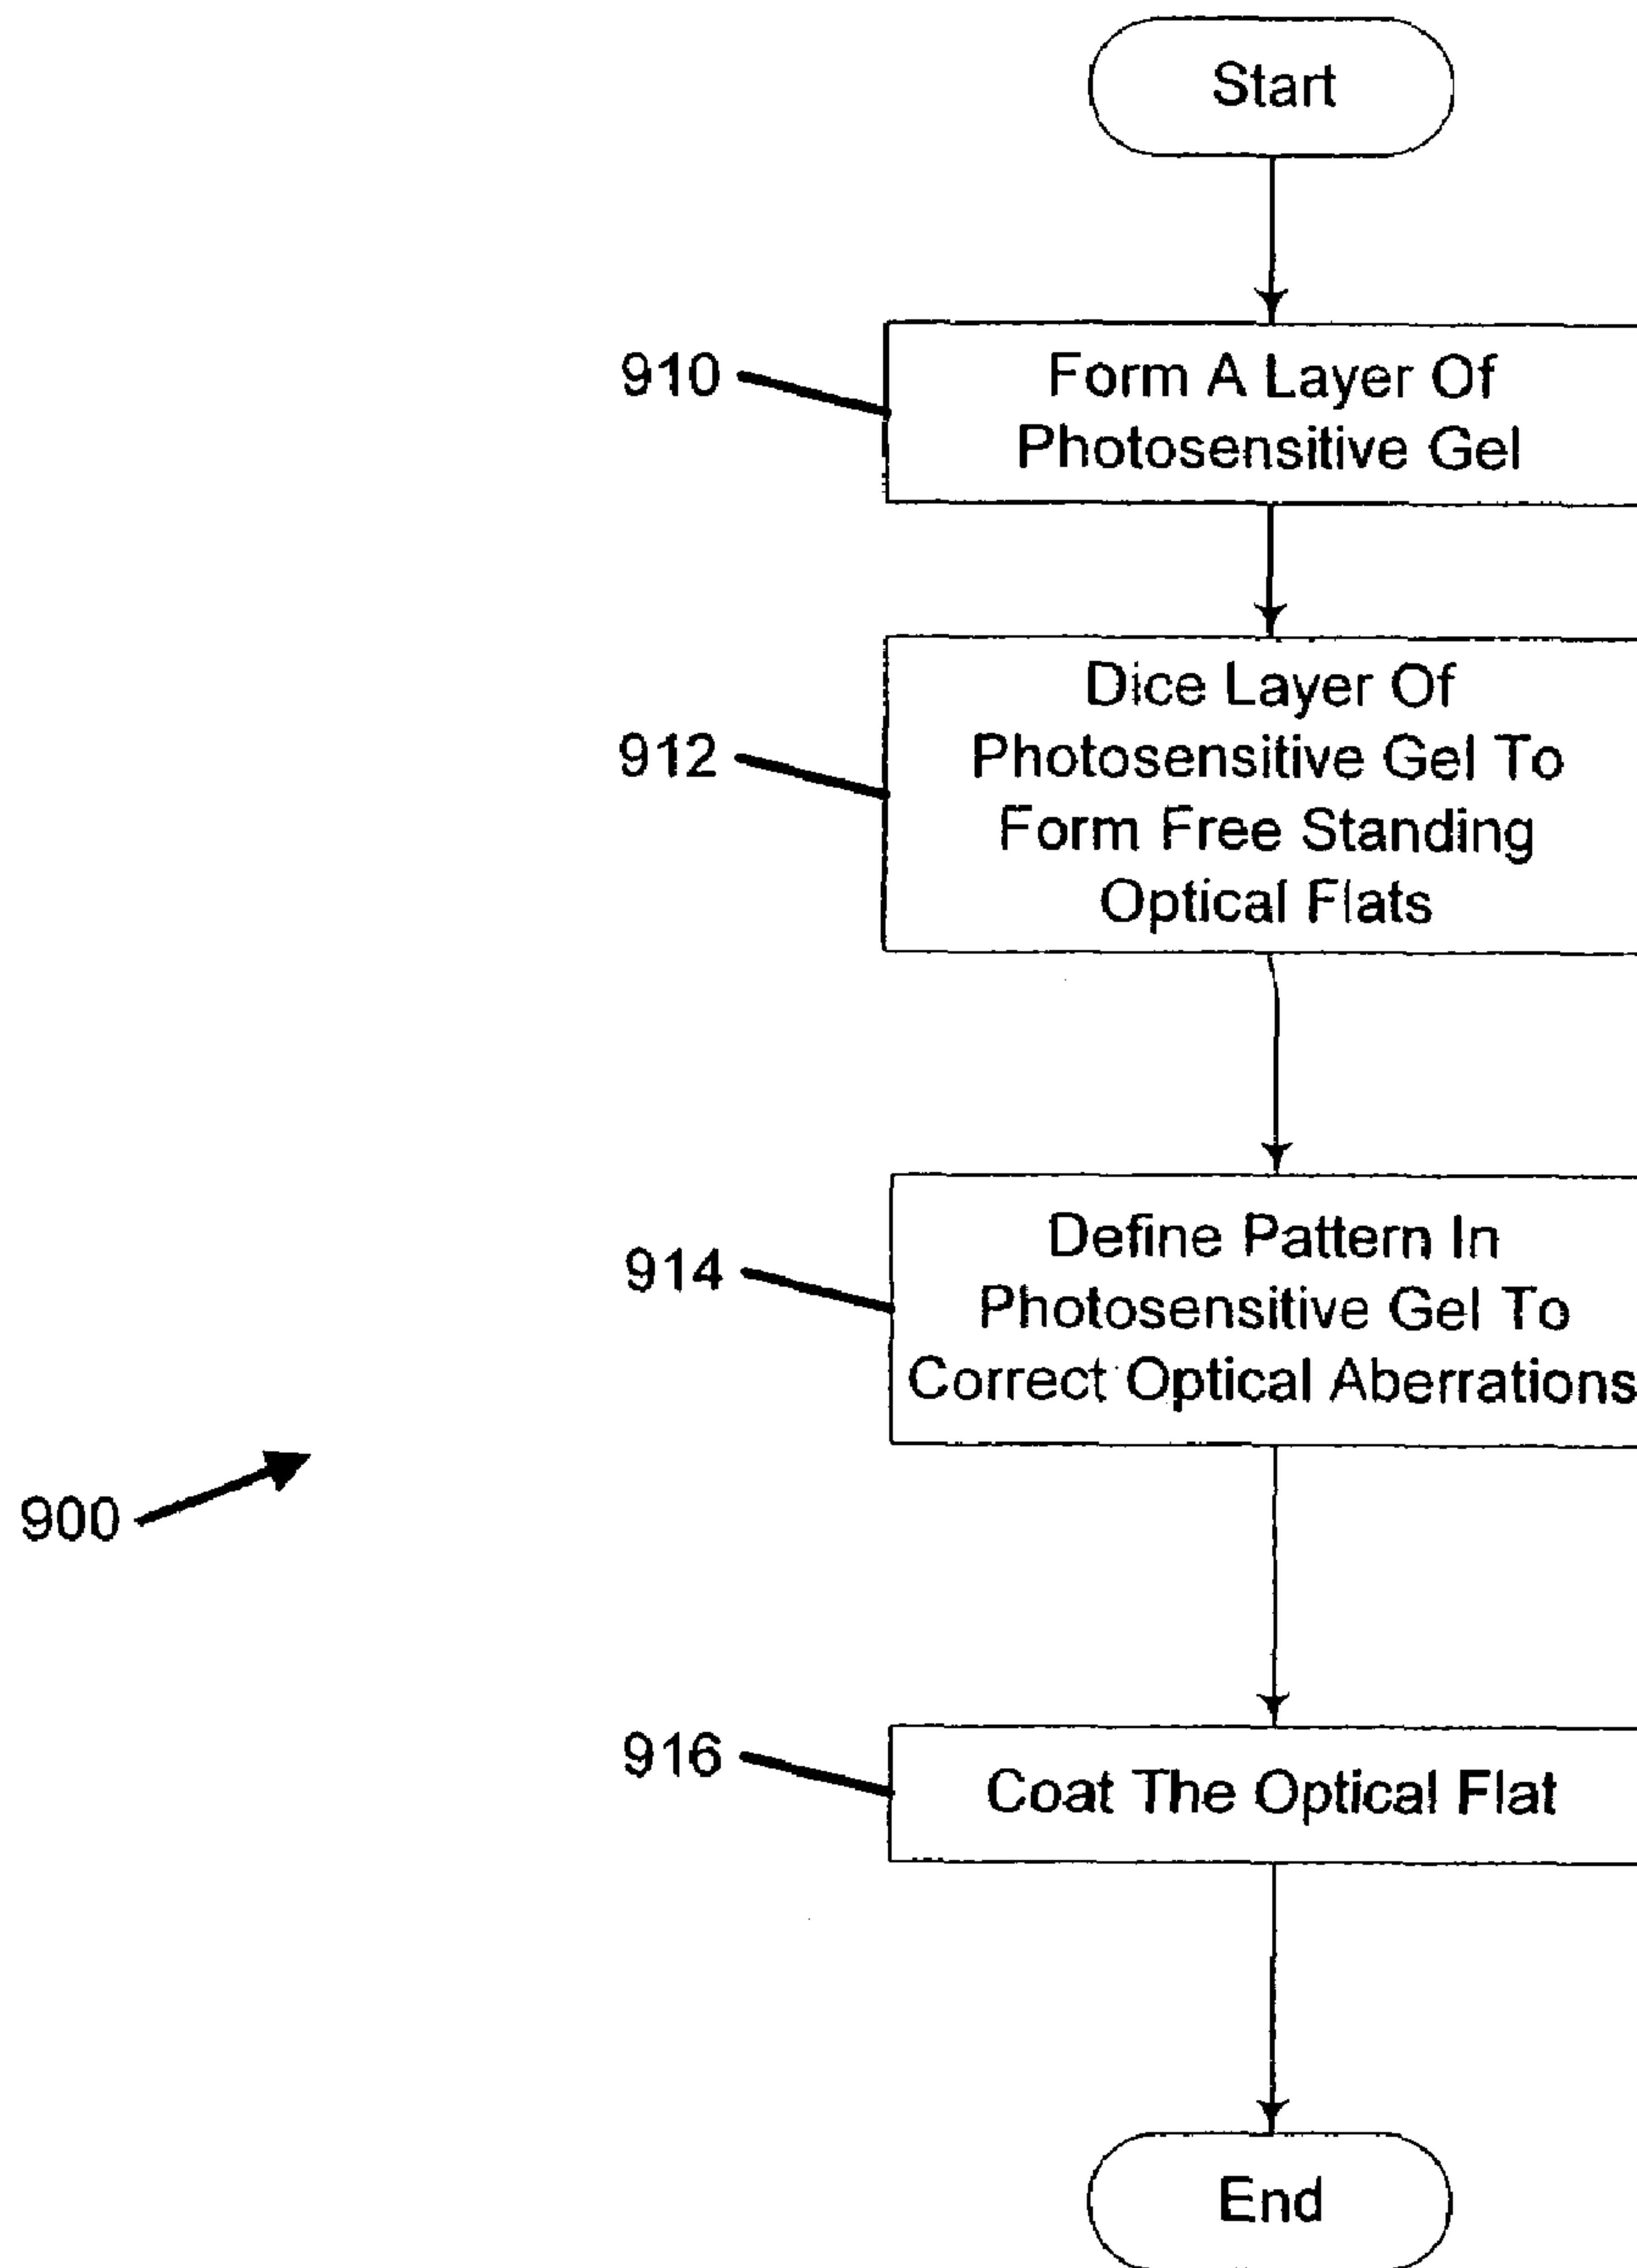 Start
910
Form A Layer Of
Photosensitive Gel
912
Dice Layer Of
Photosensitive Gel To
Form Free Standing
Optical Flats
914
Define Pattern In
Photosensitive Gel To
Correct Optical Aberrations
900
916
Coat The Optical Flat
End